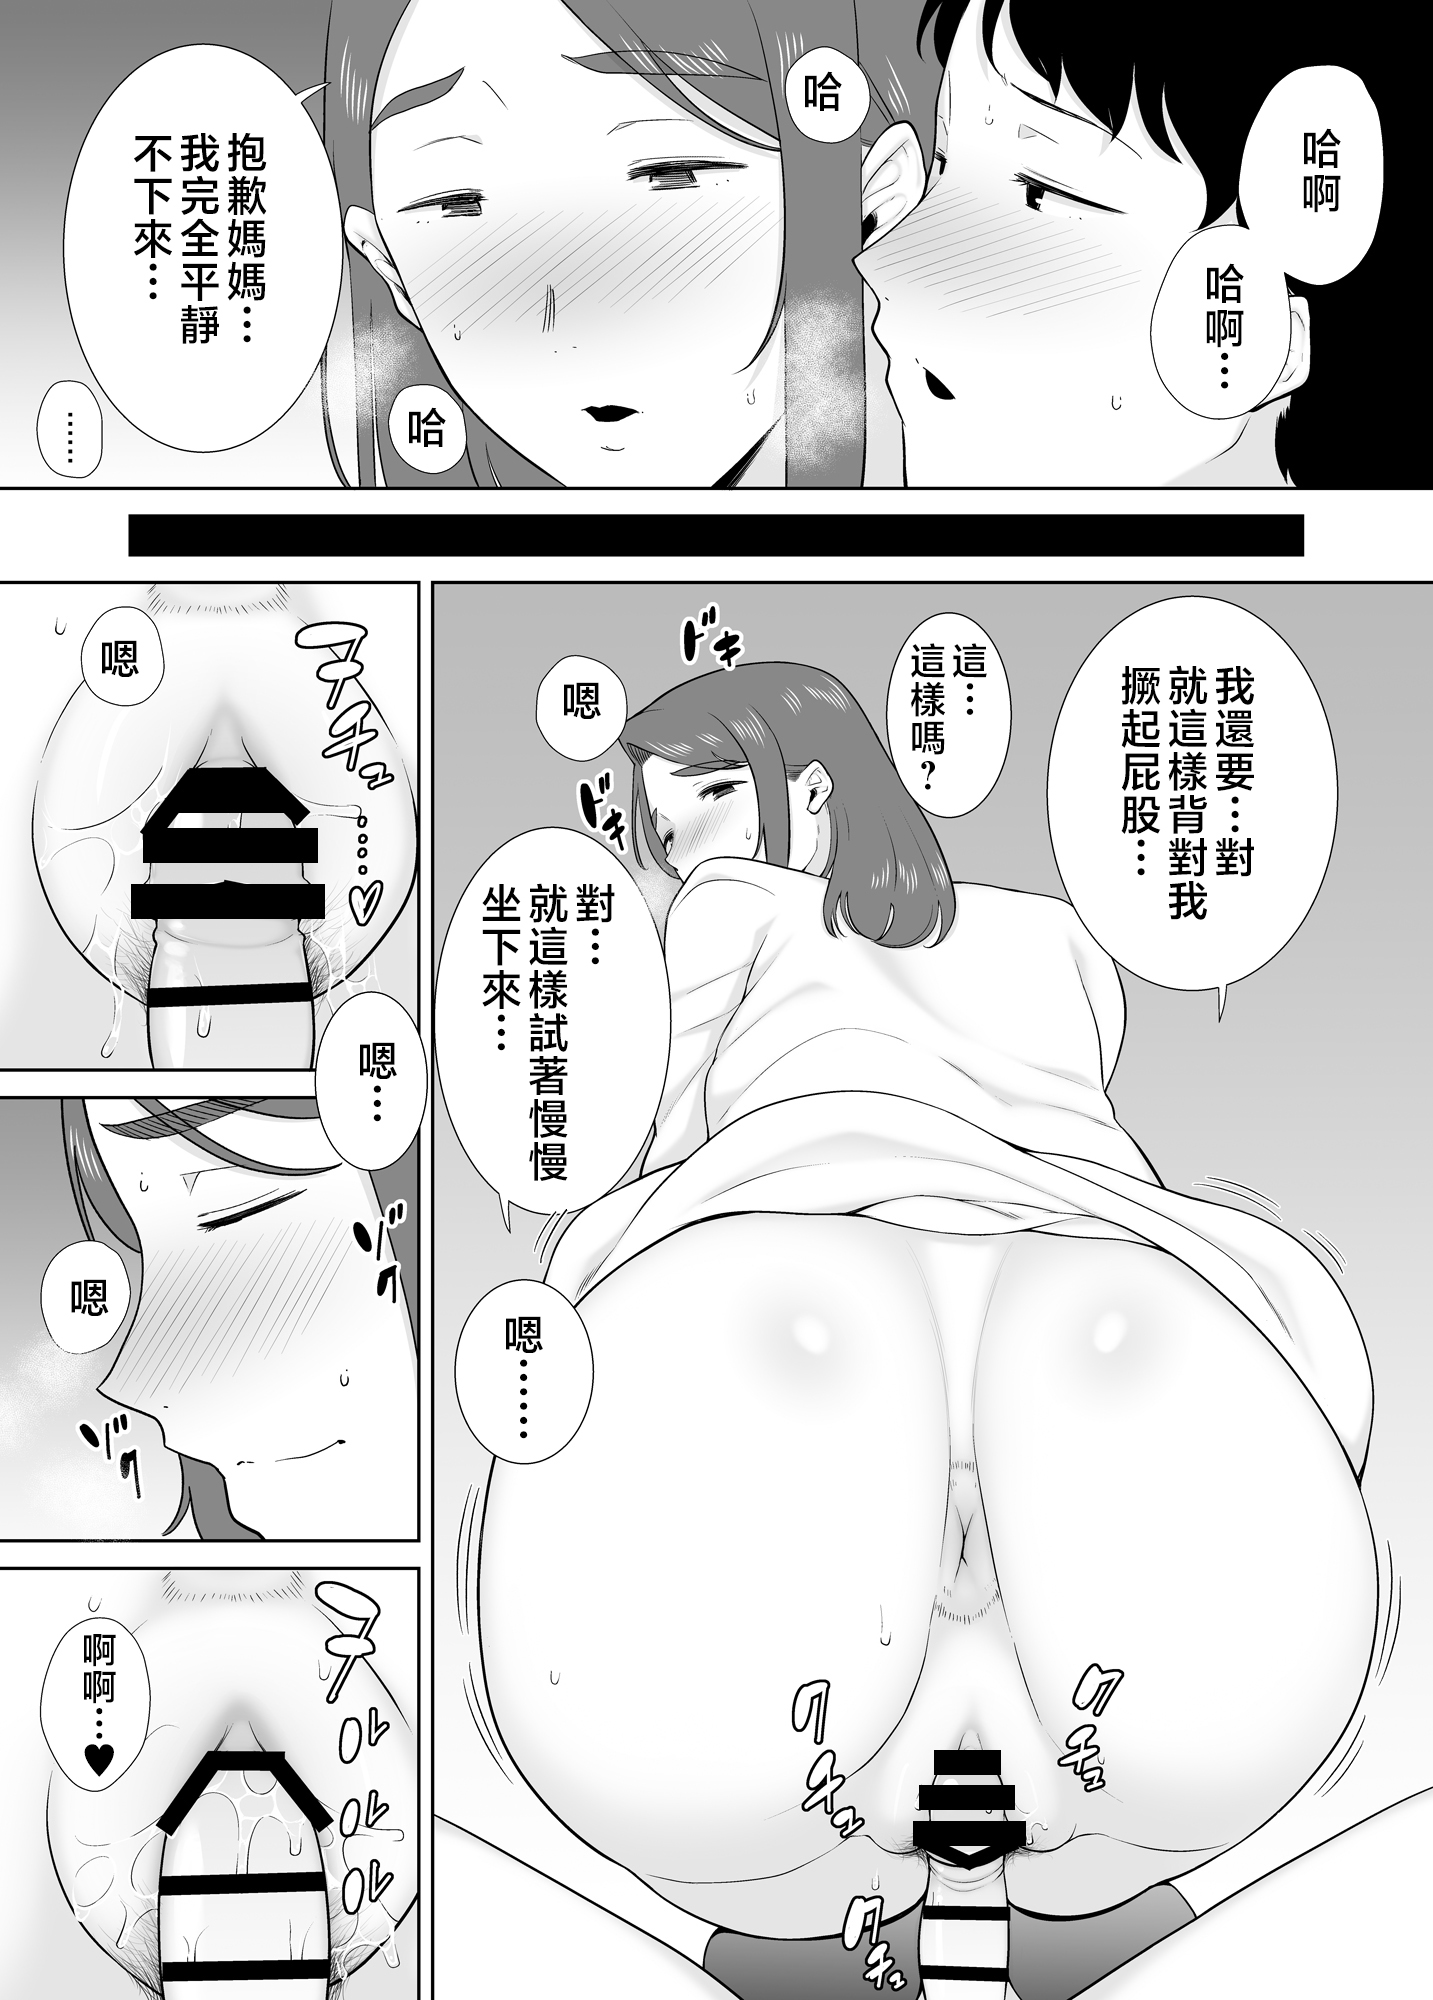 哈啊
哈啊…
哈
抱歉媽媽…
我完全平靜
不下來…
哈
……
我還要…對
就這樣背對我
撅起屁股…
這…
這樣嗎？
ドキ
嗯
ドキ
對…
就這樣試著慢慢
坐下來…
嗯……
クチュ
クチュ
クチュ
嗯
ヌチュ
……♡
嗯…
ゾク
嗯
ゾク
啊啊…♥
ヌルルル